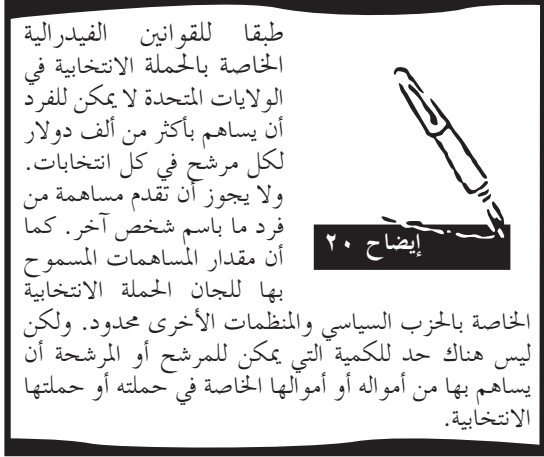 طبقا للقوانين الفيدرالية
الخاصة بالحملة الانتخابية في
الولايات المتحدة لا يمكن للفرد
أن يساهم بأكثر من ألف دولار
لكل مرشح في كل انتخابات.
ولا يجوز أن تقدم مساهمة من
فرد ما باسم شخص آخر. كما
أن مقدار المساهمات المسموح
بها للجان الحملة الانتخابية
إيضاح ٢٠
الخاصة بالحزب السياسي والمنظمات الأخرى محدود. ولكن
ليس هناك حد للكمية التي يمكن للمرشح أو المرشحة أن
يساهم بها من أمواله أو أموالها الخاصة في حملته أو حملتها
الانتخابية.